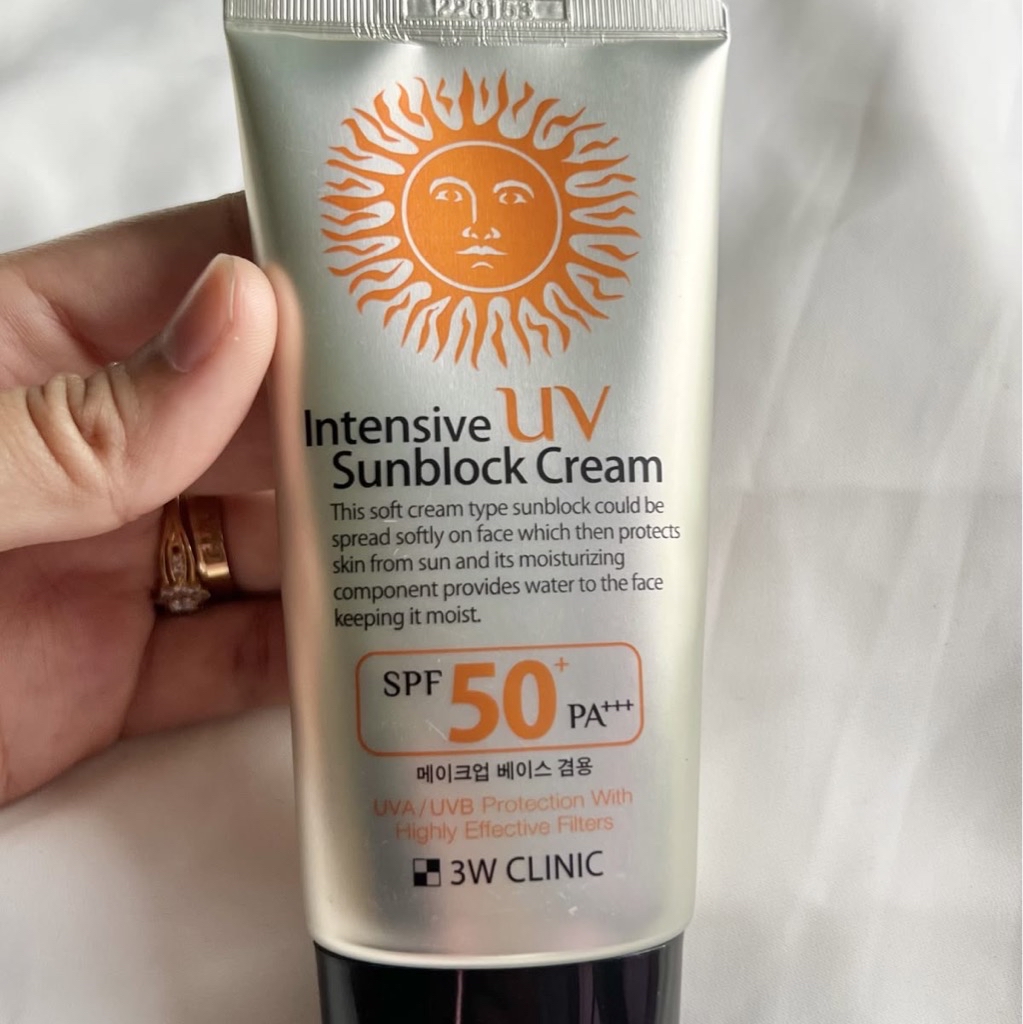 Intensive UV
Sunblock Cream
This soft cream type sunblock could be
spread softly on face which then protects
skin from sun and its moisturizing
component provides water to the face
keeping it moist.
SPF 50+ PA+++
메이크업 베이스 겸용
UVA/UVB Protection With
Highly Effective Filters
3W CLINIC